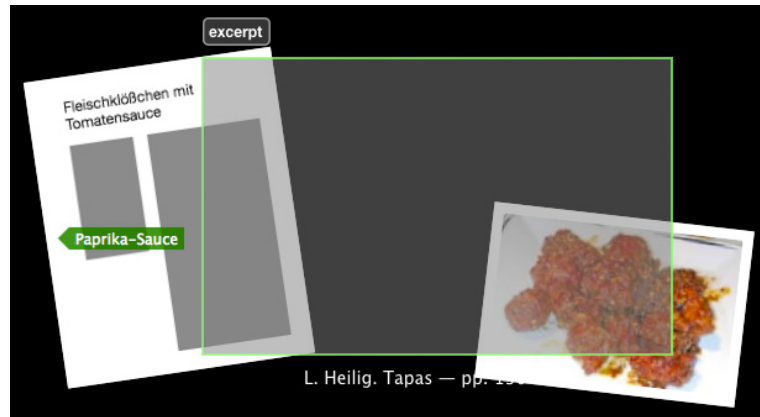 excerpt
Fleischklößchen mit
Tomatensauce
Paprika-Sauce
L. Heilig. Tapas — pp.